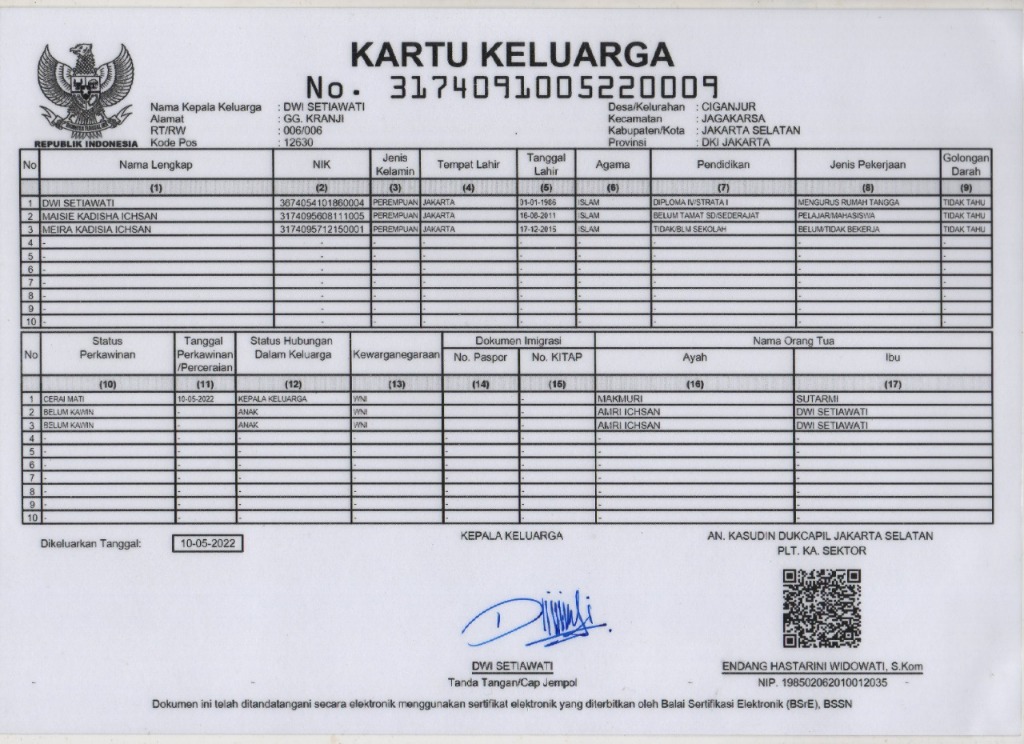 KARTU KELUARGA
No. 3174091005220009
REPUBLIK INDONESIA
Nama Kepala Keluarga : DWI SETIAWATI
Alamat : GG. KRANJI
RT/RW : 006/006
Kode Pos : 12630
Desa/Kelurahan : CIGANJUR
Kecamatan : JAGAKARSA
Kabupaten/Kota : JAKARTA SELATAN
Provinsi : DKI JAKARTA
No Nama Lengkap NIK Jenis Kelamin Tempat Lahir Tanggal Lahir Agama Pendidikan Jenis Pekerjaan Golongan Darah
(1) (2) (3) (4) (5) (6) (7) (8) (9)
1 DWI SETIAWATI 3674054101860004 PEREMPUAN JAKARTA 01-01-1986 ISLAM DIPLOMA IV/STRATA I MENGURUS RUMAH TANGGA TIDAK TAHU
2 MAISIE KADISHA ICHSAN 3174095608111005 PEREMPUAN JAKARTA 16-08-2011 ISLAM BELUM TAMAT SD/SEDERAJAT PELAJAR/MAHASISWA TIDAK TAHU
3 MEIRA KADISIA ICHSAN 3174095712150001 PEREMPUAN JAKARTA 17-12-2015 ISLAM TIDAK/BLM SEKOLAH BELUM/TIDAK BEKERJA TIDAK TAHU
4 - - - - - - - - -
5 - - - - - - - - -
6 - - - - - - - - -
7 - - - - - - - - -
8 - - - - - - - - -
9 - - - - - - - - -
10 - - - - - - - - -
No Status Perkawinan Tanggal Perkawinan/Perceraian Status Hubungan Dalam Keluarga Kewarganegaraan Dokumen Imigrasi Nama Orang Tua
No. Paspor No. KITAP Ayah Ibu
(10) (11) (12) (13) (14) (15) (16) (17)
1 CERAI MATI 10-05-2022 KEPALA KELUARGA WNI - - MAKMURI SUTARMI
2 BELUM KAWIN - ANAK WNI - - AMRI ICHSAN DWI SETIAWATI
3 BELUM KAWIN - ANAK WNI - - AMRI ICHSAN DWI SETIAWATI
4 - - - - - - - -
5 - - - - - - - -
6 - - - - - - - -
7 - - - - - - - -
8 - - - - - - - -
9 - - - - - - - -
10 - - - - - - - -
Dikeluarkan Tanggal: 10-05-2022
KEPALA KELUARGA
DWI SETIAWATI
Tanda Tangan/Cap Jempol
AN. KASUDIN DUKCAPIL JAKARTA SELATAN
PLT. KA. SEKTOR
ENDANG HASTARINI WIDOWATI, S.Kom
NIP. 198502062010012035
Dokumen ini telah ditandatangani secara elektronik menggunakan sertifikat elektronik yang diterbitkan oleh Balai Sertifikasi Elektronik (BSrE), BSSN